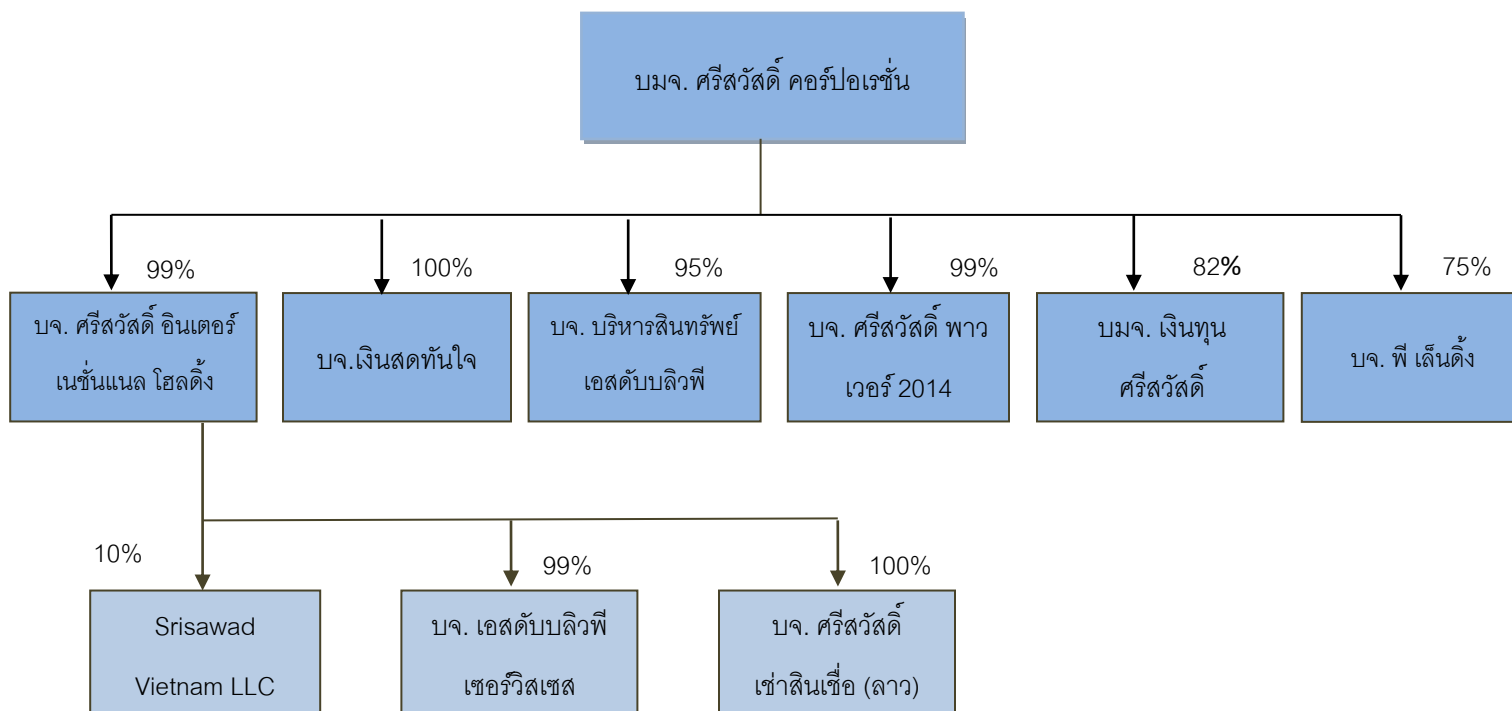 บมจ. ศรีสวัสดิ์ คอร์ปอเรชั่น
99%
100%
95%
99%
82%
75%
บจ. ศรีสวัสดิ์ อินเตอร์
เนชั่นแนล โฮลดิ้ง
บจ.เงินสดทันใจ
บจ. บริหารสินทรัพย์
เอสดับบลิวพี
บจ. ศรีสวัสดิ์ พาว
เวอร์ 2014
บมจ. เงินทุน
ศรีสวัสดิ์
บจ. พี เล็นดิ้ง
10%
99%
100%
Srisawad
Vietnam LLC
บจ. เอสดับบลิวพี
เซอร์วิสเซส
บจ. ศรีสวัสดิ์
เช่าสินเชื่อ (ลาว)